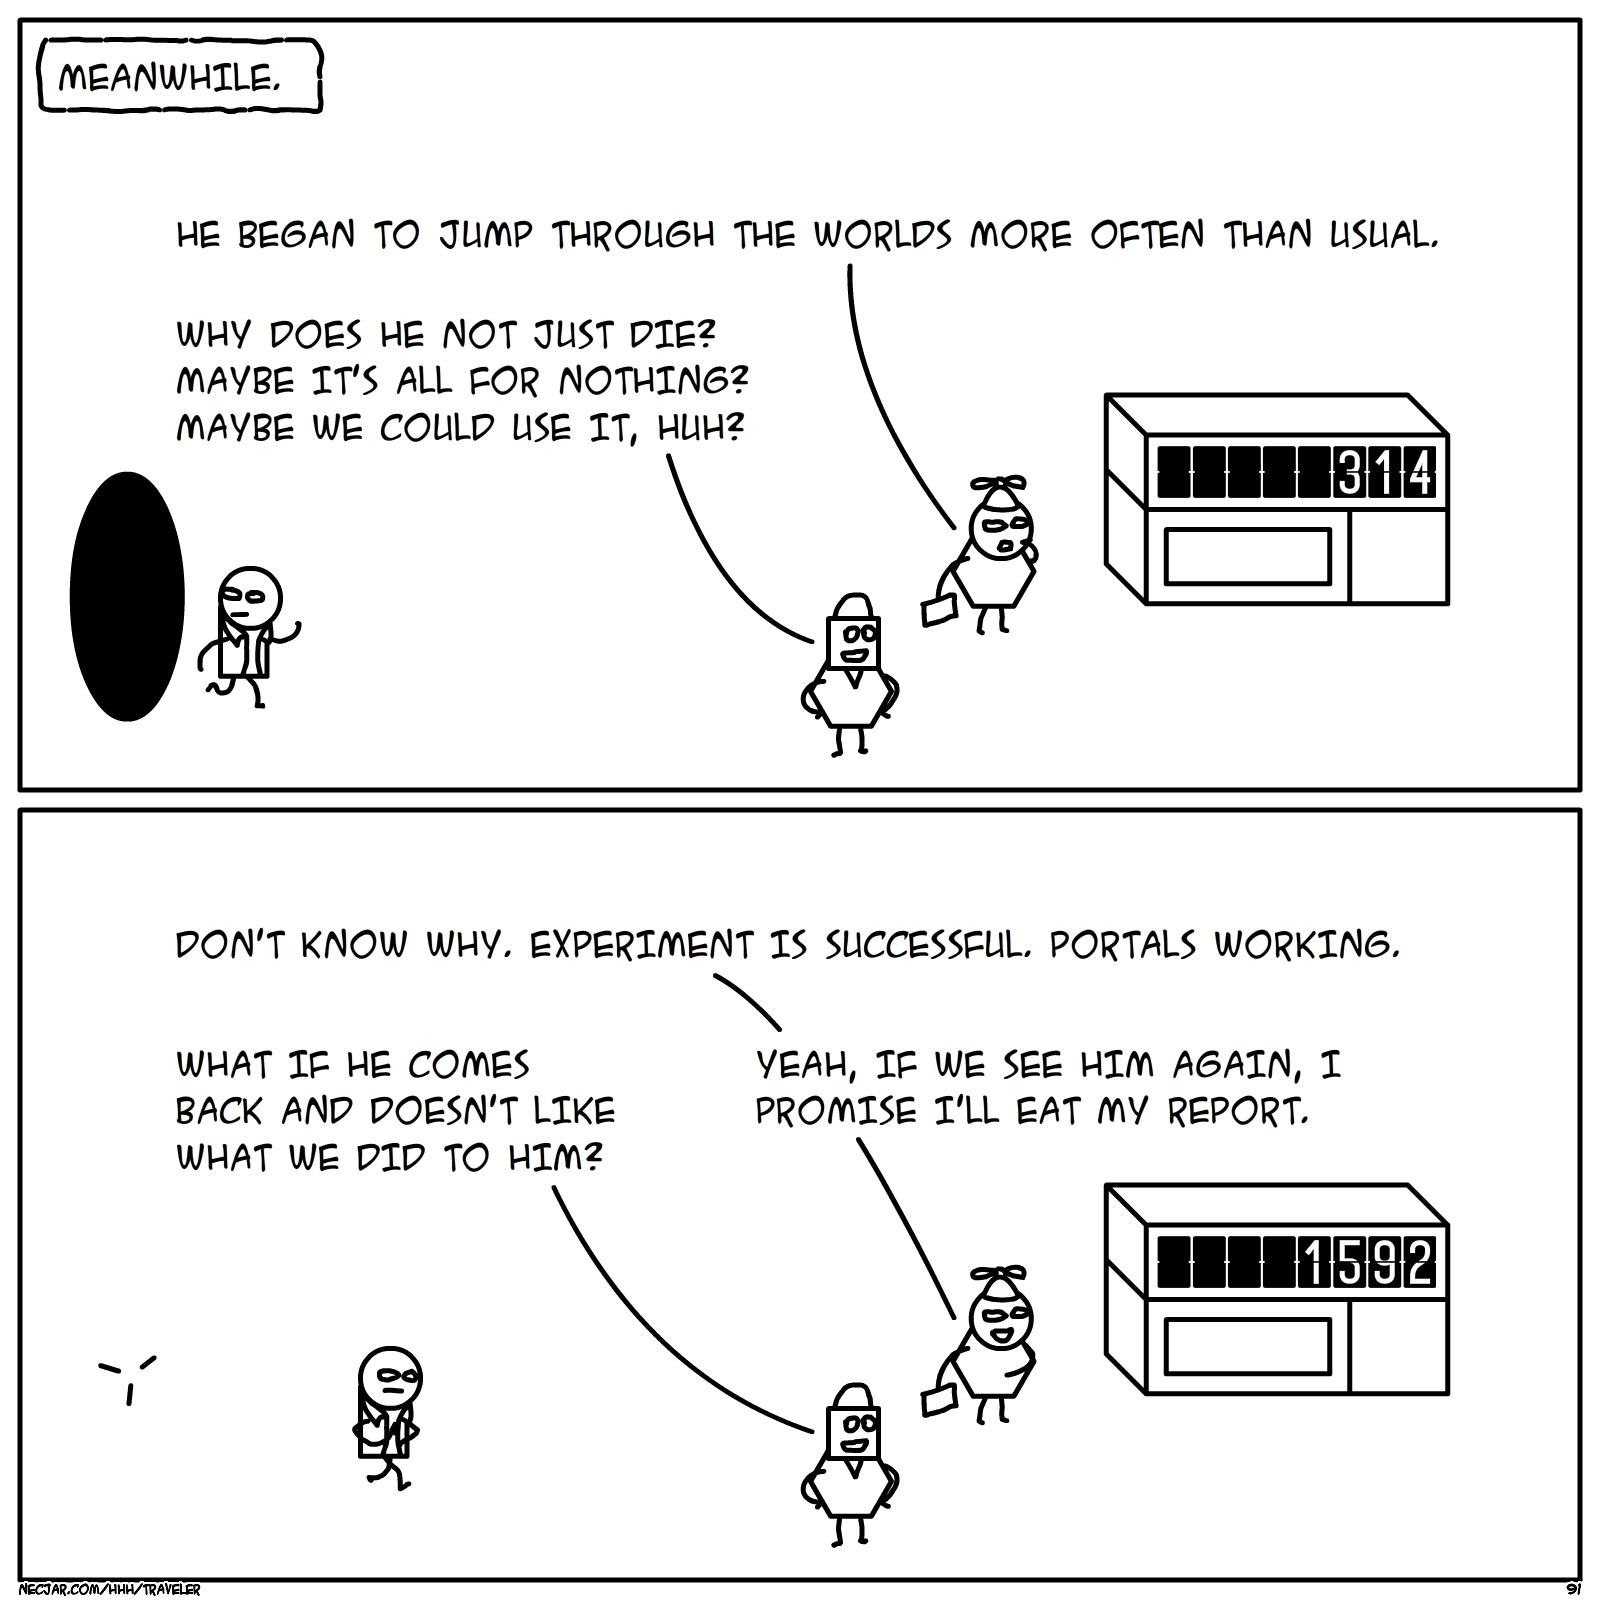 MEANWHILE.
HE BEGAN TO JUMP THROUGH THE WORLDS MORE OFTEN THAN USUAL.
WHY DOES HE NOT JUST DIE?
MAYBE IT'S ALL FOR NOTHING?
MAYBE WE COULD USE IT, HUH?
314
DON'T KNOW WHY. EXPERIMENT IS SUCCESSFUL. PORTALS WORKING.
WHAT IF HE COMES
BACK AND DOESN'T LIKE
WHAT WE DID TO HIM?
YEAH, IF WE SEE HIM AGAIN, I
PROMISE I'LL EAT MY REPORT.
1592
NECJAR.COM/HHH/TRAVELER
91